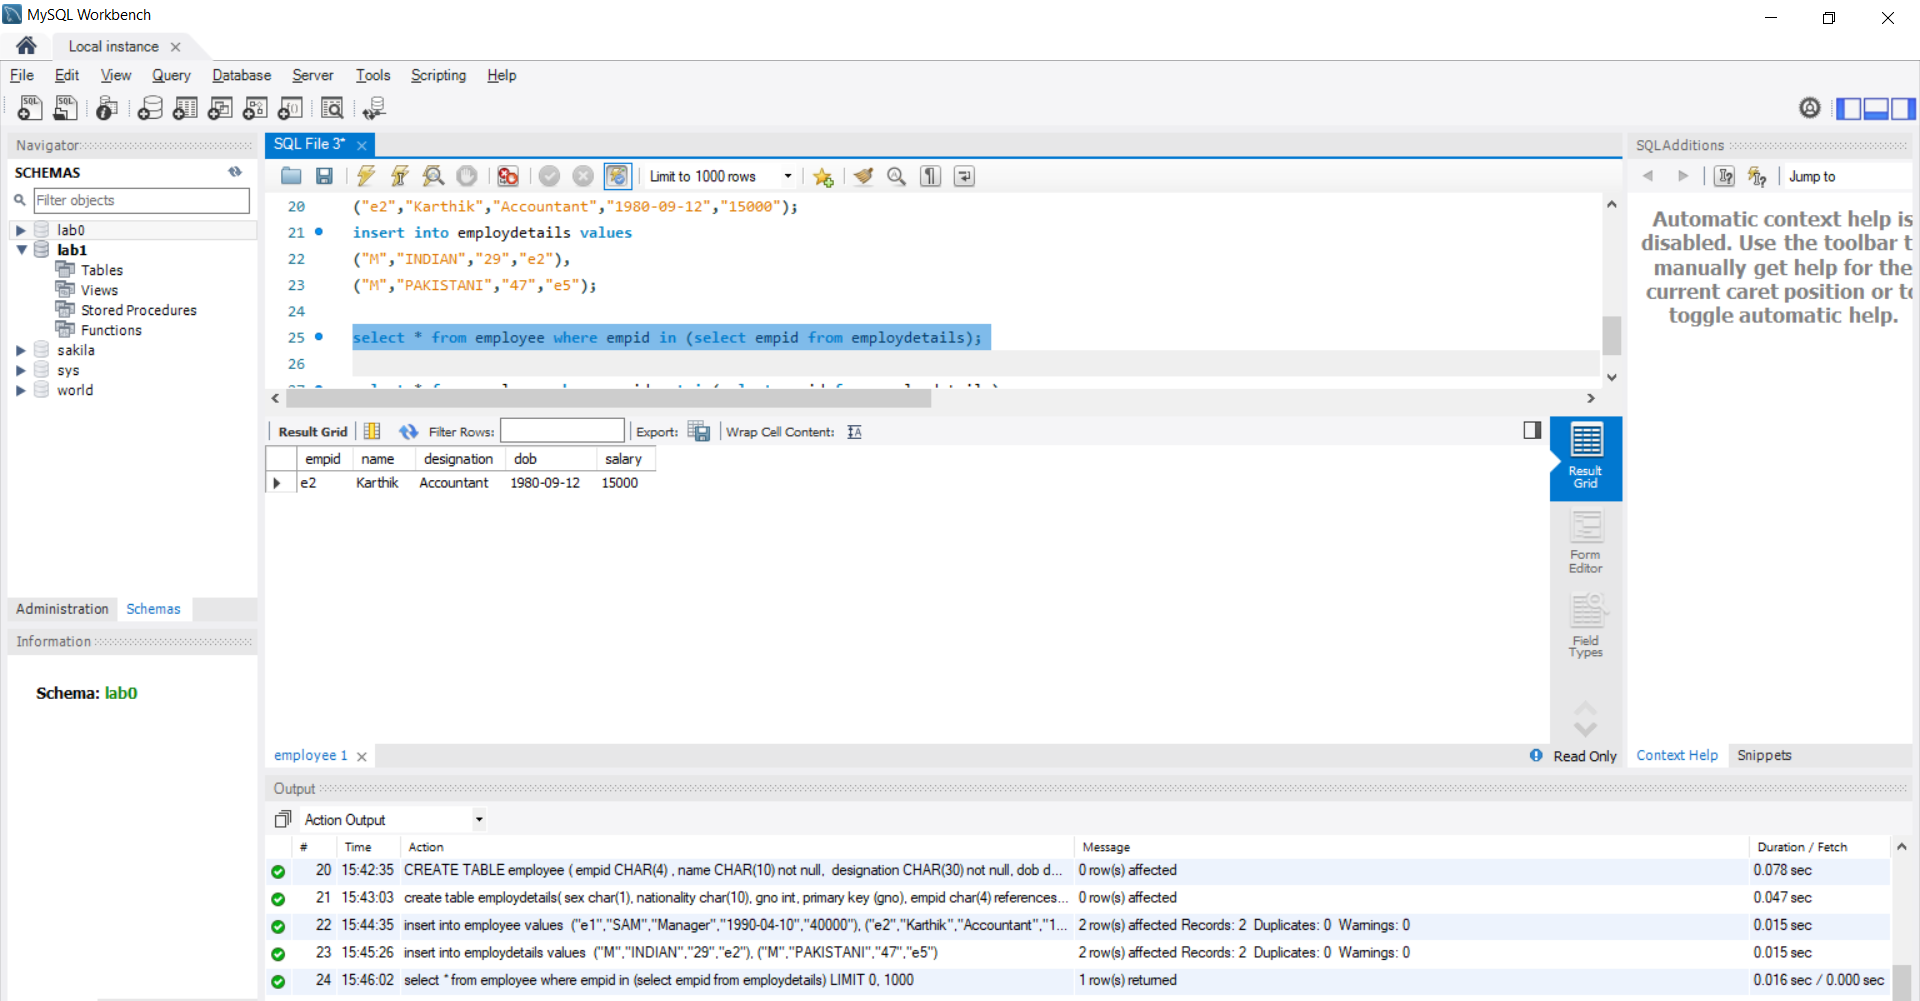 MySQL Workbench
Local instance
File Edit View Query Database Server Tools Scripting Help
Navigator
SCHEMAS
Filter objects
lab0
lab1
Tables
Views
Stored Procedures
Functions
sakila
sys
world
Administration Schemas
Information
Schema: lab0
SQL File 3*
Limit to 1000 rows
20 ("e2","Karthik","Accountant","1980-09-12","15000");
21 insert into employdetails values
22 ("M","INDIAN","29","e2"),
23 ("M","PAKISTANI","47","e5");
24
25 select * from employee where empid in (select empid from employdetails);
26
Result Grid Filter Rows: Export: Wrap Cell Content:
empid name designation dob salary
e2 Karthik Accountant 1980-09-12 15000
Result
Grid
Form
Editor
Field
Types
employee 1
Read Only
SQLAdditions
Jump to
Automatic context help is
disabled. Use the toolbar t
manually get help for the
current caret position or to
toggle automatic help.
Context Help Snippets
Output
Action Output
# Time Action Message Duration / Fetch
20 15:42:35 CREATE TABLE employee ( empid CHAR(4) , name CHAR(10) not null, designation CHAR(30) not null, dob d... 0 row(s) affected 0.078 sec
21 15:43:03 create table employdetails( sex char(1), nationality char(10), gno int, primary key (gno), empid char(4) references... 0 row(s) affected 0.047 sec
22 15:44:35 insert into employee values ("e1","SAM","Manager","1990-04-10","40000"), ("e2","Karthik","Accountant","1... 2 row(s) affected Records: 2 Duplicates: 0 Warnings: 0 0.015 sec
23 15:45:26 insert into employdetails values ("M","INDIAN","29","e2"), ("M","PAKISTANI","47","e5") 2 row(s) affected Records: 2 Duplicates: 0 Warnings: 0 0.015 sec
24 15:46:02 select * from employee where empid in (select empid from employdetails) LIMIT 0, 1000 1 row(s) returned 0.016 sec / 0.000 sec